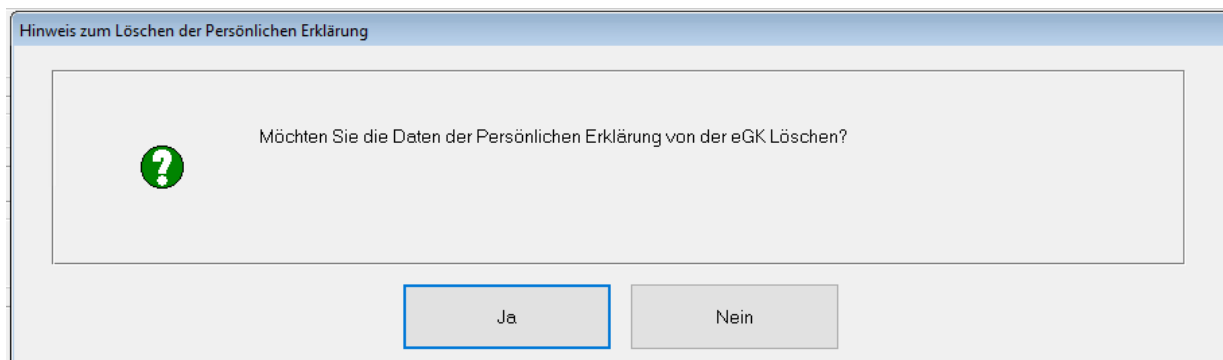 Hinweis zum Löschen der Persönlichen Erklärung
Möchten Sie die Daten der Persönlichen Erklärung von der eGK Löschen?
Ja
Nein